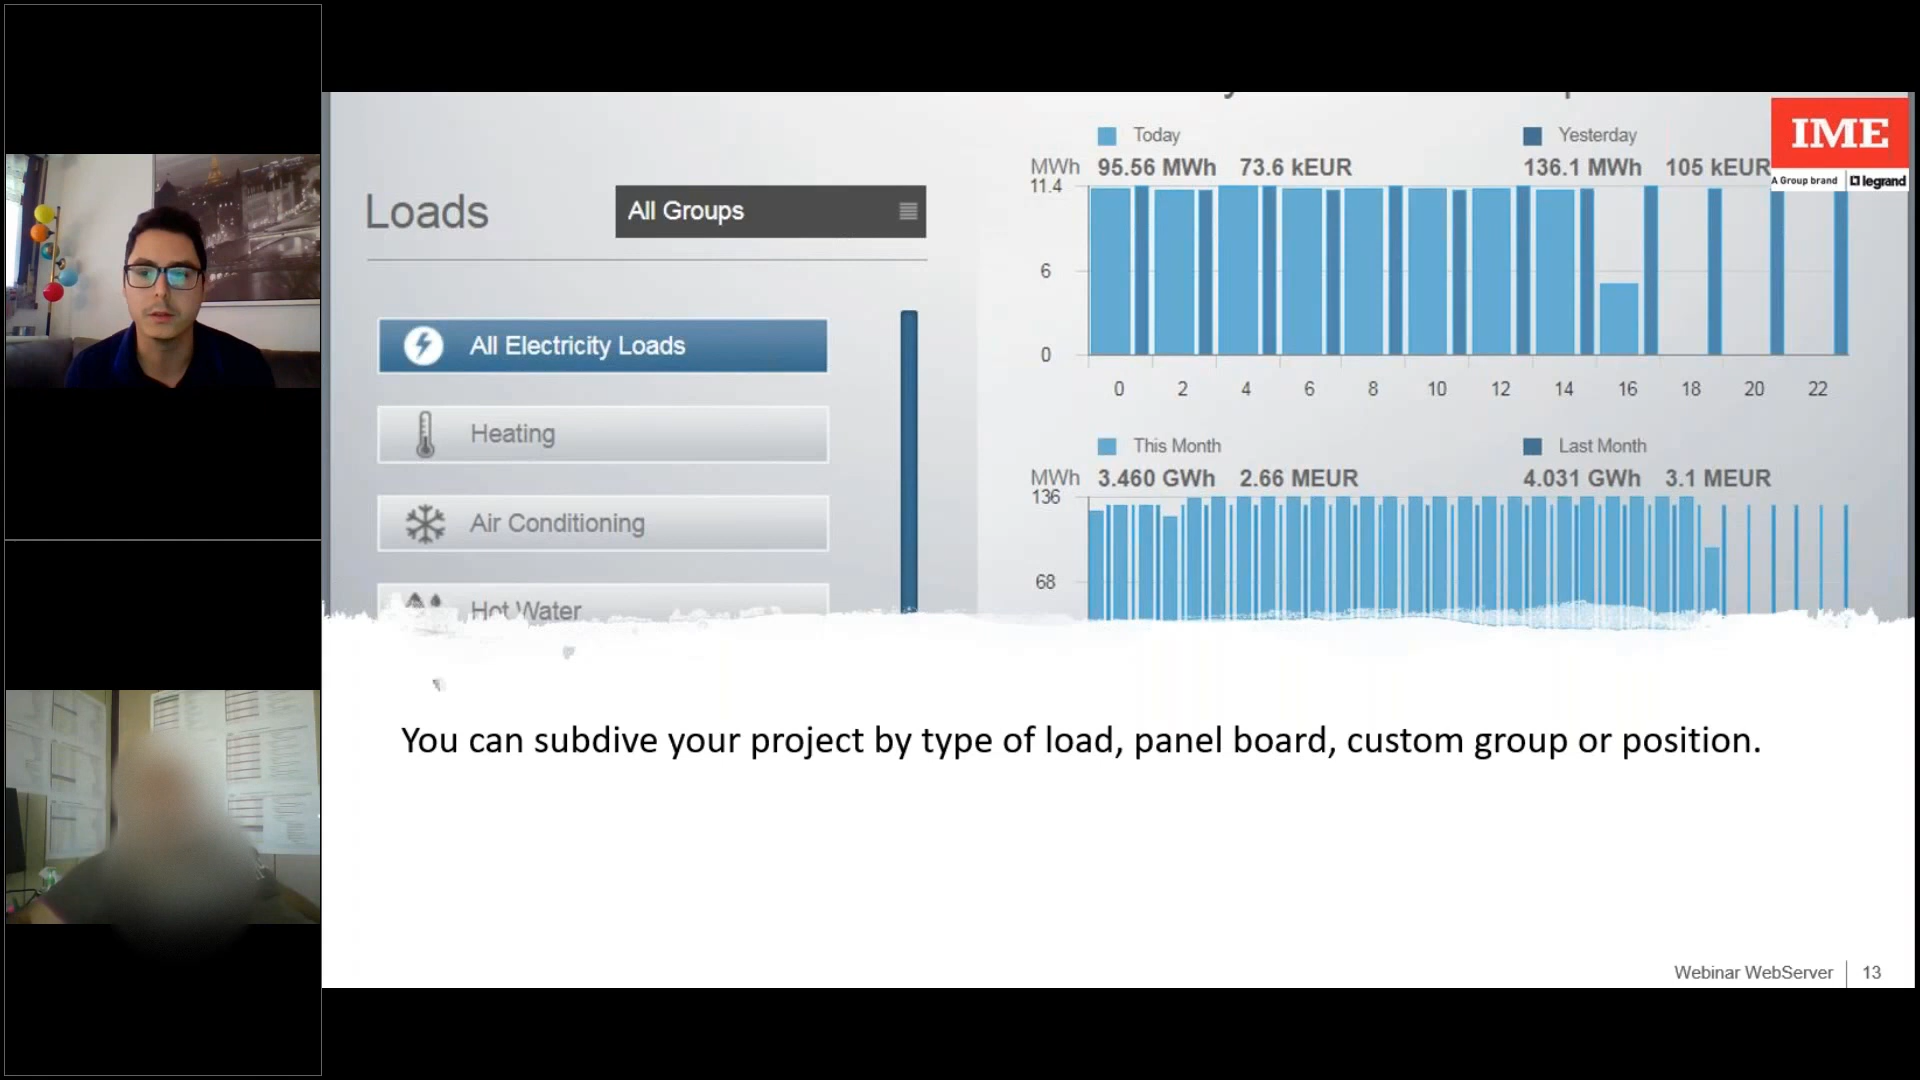 Loads
All Groups
All Electricity Loads
Heating
Air Conditioning
Hot Water
Today
Yesterday
MWh 95.56 MWh 73.6 kEUR 136.1 MWh 105 kEUR
11.4
6
0
0 2 4 6 8 10 12 14 16 18 20 22
This Month
Last Month
MWh 3.460 GWh 2.66 MEUR 4.031 GWh 3.1 MEUR
136
68
IME
A Group brand legrand
You can subdive your project by type of load, panel board, custom group or position.
Webinar WebServer 13